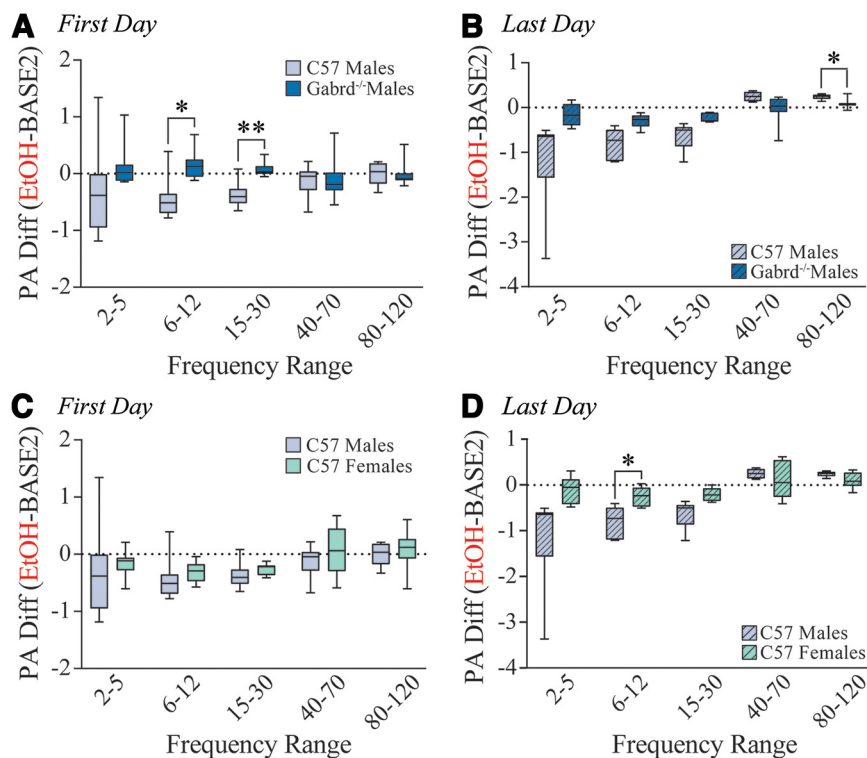 A First Day
PA Diff (EtOH-BASE2)
2
1
0
-1
-2
C57 Males
Gabrd-/-Males
*
**
2-5
6-12
15-30
40-70
80-120
Frequency Range
B Last Day
PA Diff (EtOH-BASE2)
1
0
-1
-2
-3
-4
*
C57 Males
Gabrd-/-Males
2-5
6-12
15-30
40-70
80-120
Frequency Range
C First Day
PA Diff (EtOH-BASE2)
2
1
0
-1
-2
C57 Males
C57 Females
2-5
6-12
15-30
40-70
80-120
Frequency Range
D Last Day
PA Diff (EtOH-BASE2)
1
0
-1
-2
-3
-4
*
C57 Males
C57 Females
2-5
6-12
15-30
40-70
80-120
Frequency Range